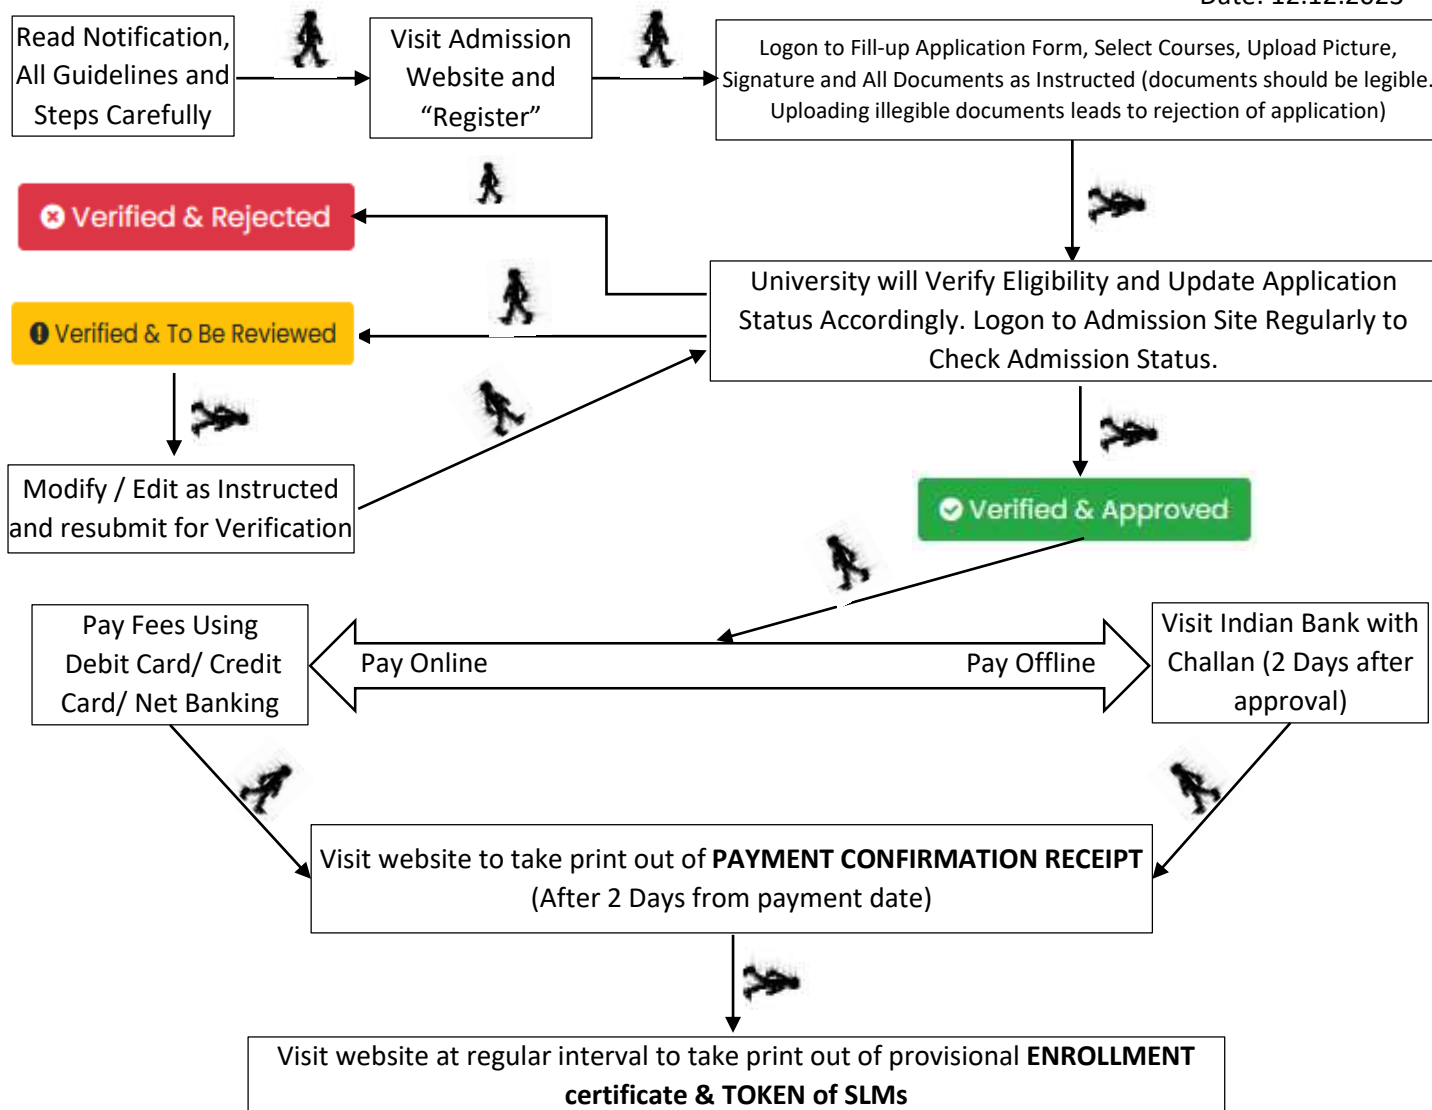 Date: 12.12.2023
Read Notification,
All Guidelines and
Steps Carefully
Visit Admission
Website and
“Register”
Logon to Fill-up Application Form, Select Courses, Upload Picture,
Signature and All Documents as Instructed (documents should be legible.
Uploading illegible documents leads to rejection of application)
Verified & Rejected
University will Verify Eligibility and Update Application
Status Accordingly. Logon to Admission Site Regularly to
Check Admission Status.
Verified & To Be Reviewed
Modify / Edit as Instructed
and resubmit for Verification
Verified & Approved
Pay Fees Using
Debit Card/ Credit
Card/ Net Banking
Pay Online
Pay Offline
Visit Indian Bank with
Challan (2 Days after
approval)
Visit website to take print out of PAYMENT CONFIRMATION RECEIPT
(After 2 Days from payment date)
Visit website at regular interval to take print out of provisional ENROLLMENT
certificate & TOKEN of SLMs